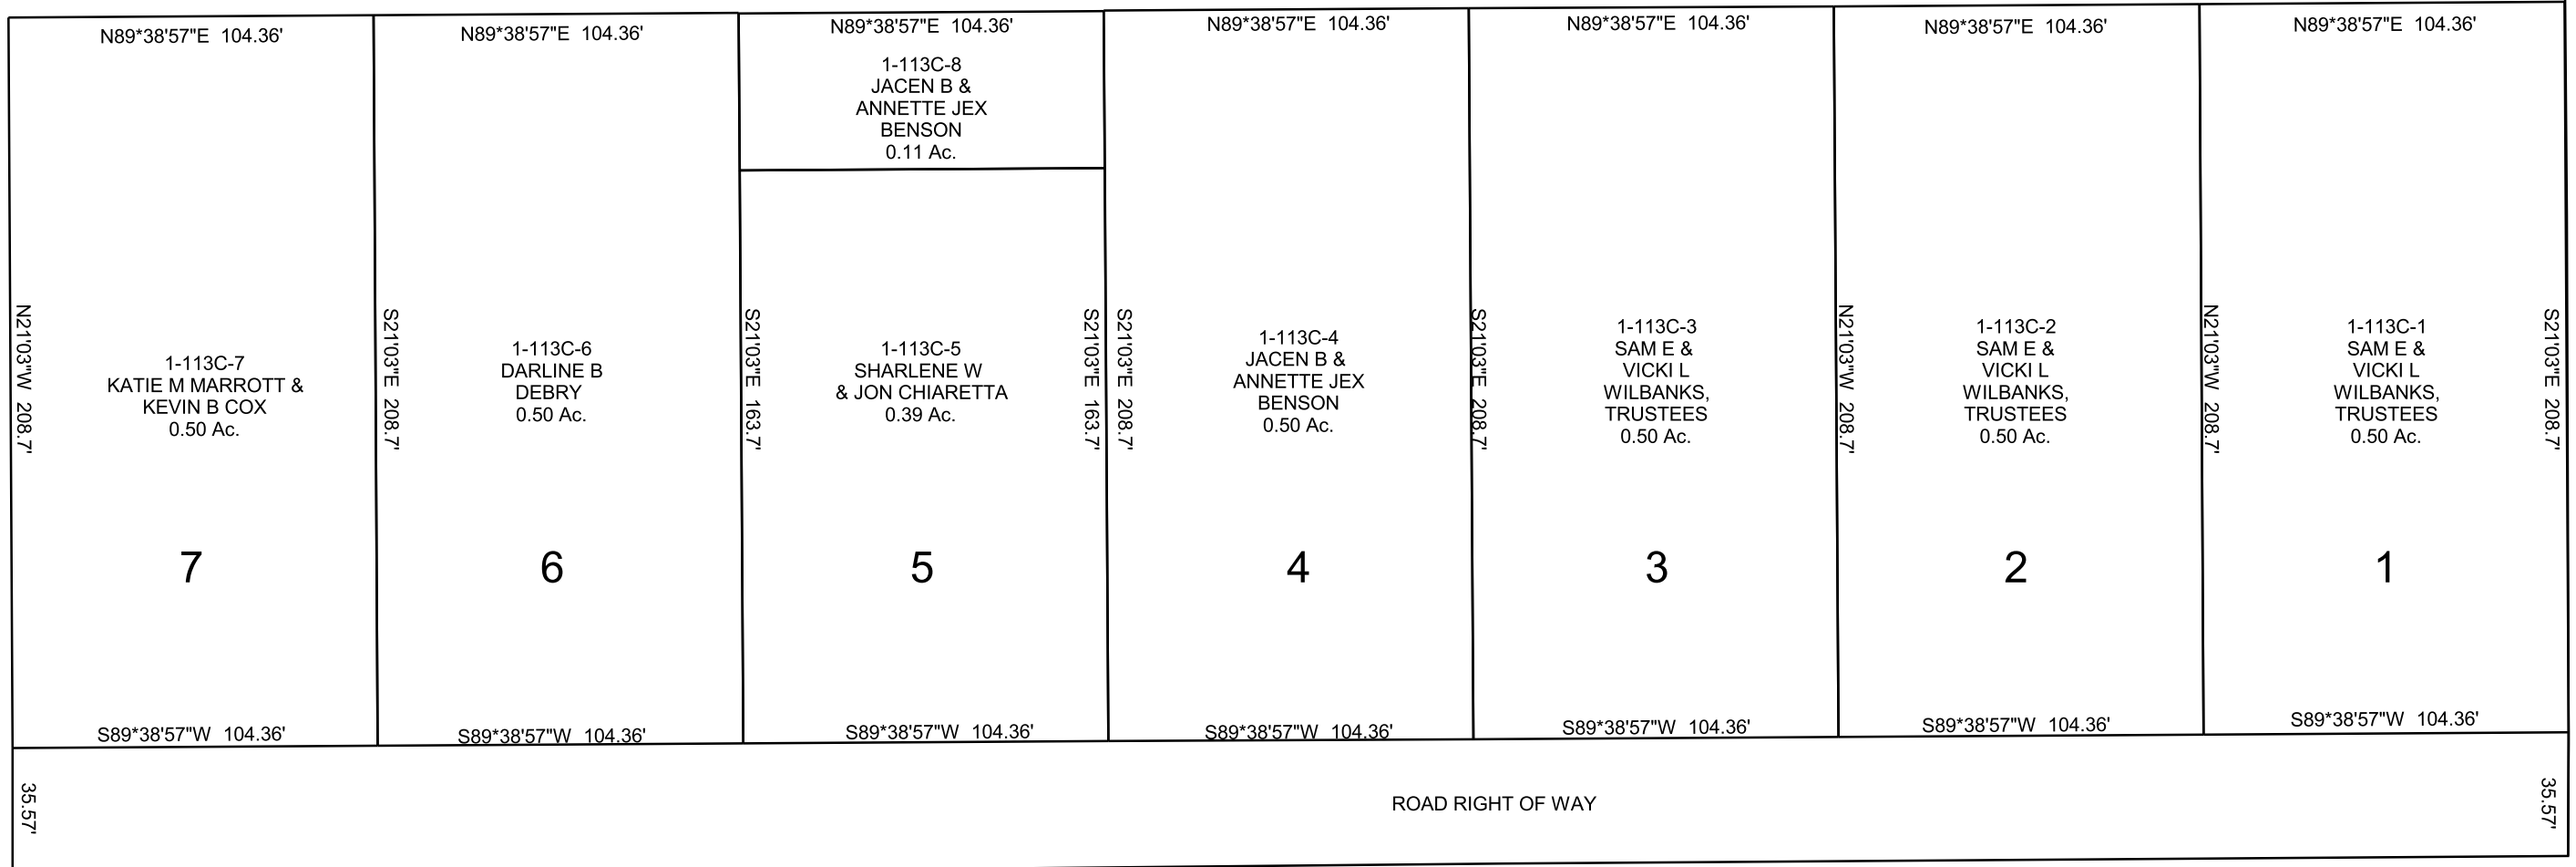 N89*38'57"E 104.36'
N89*38'57"E 104.36'
N89*38'57"E 104.36'
N89*38'57"E 104.36'
N89*38'57"E 104.36'
N89*38'57"E 104.36'
N89*38'57"E 104.36'
1-113C-8
JACEN B &
ANNETTE JEX
BENSON
0.11 Ac.
N21'03"W 208.7'
1-113C-7
KATIE M MARROTT &
KEVIN B COX
0.50 Ac.
7
S21'03"E 208.7'
1-113C-6
DARLINE B
DEBRY
0.50 Ac.
6
S21'03"E 163.7'
1-113C-5
SHARLENE W
& JON CHIARETTA
0.39 Ac.
5
S21'03"E 163.7'
S21'03"E 208.7'
1-113C-4
JACEN B &
ANNETTE JEX
BENSON
0.50 Ac.
4
S21'03"E 208.7'
1-113C-3
SAM E &
VICKI L
WILBANKS,
TRUSTEES
0.50 Ac.
3
N21'03"W 208.7'
1-113C-2
SAM E &
VICKI L
WILBANKS,
TRUSTEES
0.50 Ac.
2
N21'03"W 208.7'
1-113C-1
SAM E &
VICKI L
WILBANKS,
TRUSTEES
0.50 Ac.
1
S21'03"E 208.7'
S89*38'57"W 104.36'
S89*38'57"W 104.36'
S89*38'57"W 104.36'
S89*38'57"W 104.36'
S89*38'57"W 104.36'
S89*38'57"W 104.36'
S89*38'57"W 104.36'
35.57'
ROAD RIGHT OF WAY
35.57'